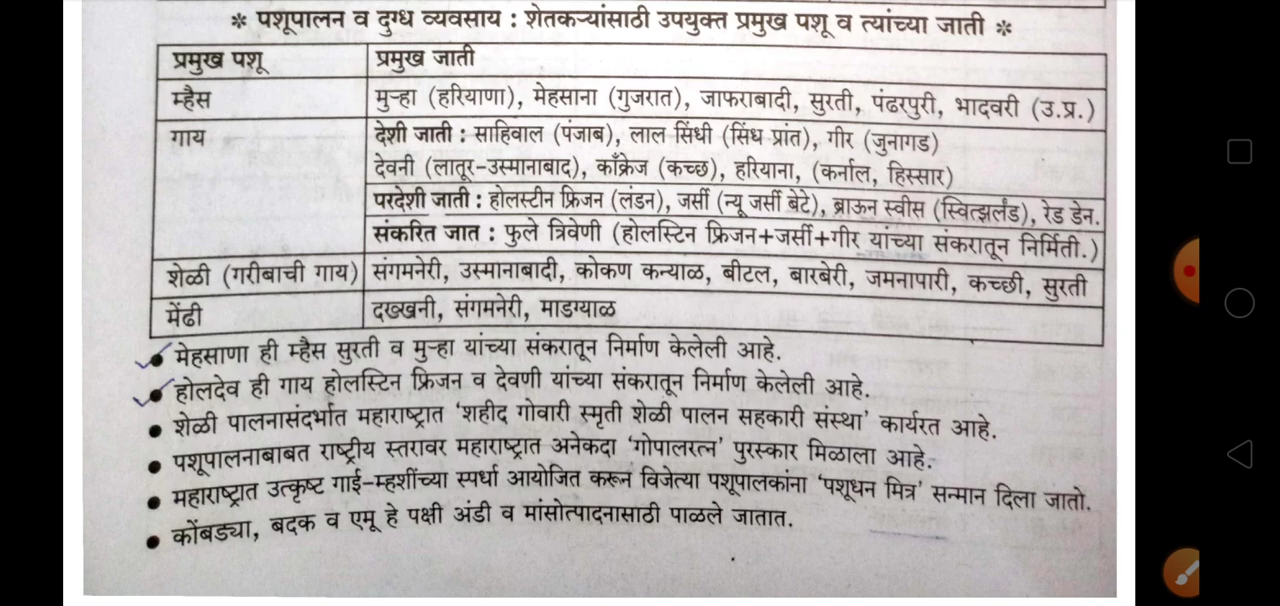 * पशूपालन व दुग्ध व्यवसाय : शेतकऱ्यांसाठी उपयुक्त प्रमुख पशू व त्यांच्या जाती *
प्रमुख पशू प्रमुख जाती
म्हैस मुऱ्हा (हरियाणा), मेहसाना (गुजरात), जाफराबादी, सुरती, पंढरपुरी, भादवरी (उ.प्र.)
गाय देशी जाती : साहिवाल (पंजाब), लाल सिंधी (सिंध प्रांत), गीर (जुनागड)
देवनी (लातूर-उस्मानाबाद), काँक्रेज (कच्छ), हरियाना, (कर्नाल, हिस्सार)
परदेशी जाती : होलस्टीन फ्रिजन (लंडन), जर्सी (न्यू जर्सी बेटे), ब्राऊन स्वीस (स्वित्झर्लंड), रेड डेन.
संकरित जात : फुले त्रिवेणी (होलस्टिन फ्रिजन+जर्सी+गीर यांच्या संकरातून निर्मिती.)
शेळी (गरीबाची गाय) संगमनेरी, उस्मानाबादी, कोकण कन्याळ, बीटल, बारबेरी, जमनापारी, कच्छी, सुरती
मेंढी दख्खनी, संगमनेरी, माडग्याळ
● मेहसाणा ही म्हैस सुरती व मुऱ्हा यांच्या संकरातून निर्माण केलेली आहे.
● होलदेव ही गाय होलस्टिन फ्रिजन व देवणी यांच्या संकरातून निर्माण केलेली आहे.
● शेळी पालनासंदर्भात महाराष्ट्रात 'शहीद गोवारी स्मृती शेळी पालन सहकारी संस्था' कार्यरत आहे.
● पशूपालनाबाबत राष्ट्रीय स्तरावर महाराष्ट्रात अनेकदा 'गोपालरत्न' पुरस्कार मिळाला आहे.
● महाराष्ट्रात उत्कृष्ट गाई-म्हशींच्या स्पर्धा आयोजित करून विजेत्या पशूपालकांना 'पशूधन मित्र' सन्मान दिला जातो.
● कोंबड्या, बदक व एमू हे पक्षी अंडी व मांसोत्पादनासाठी पाळले जातात.